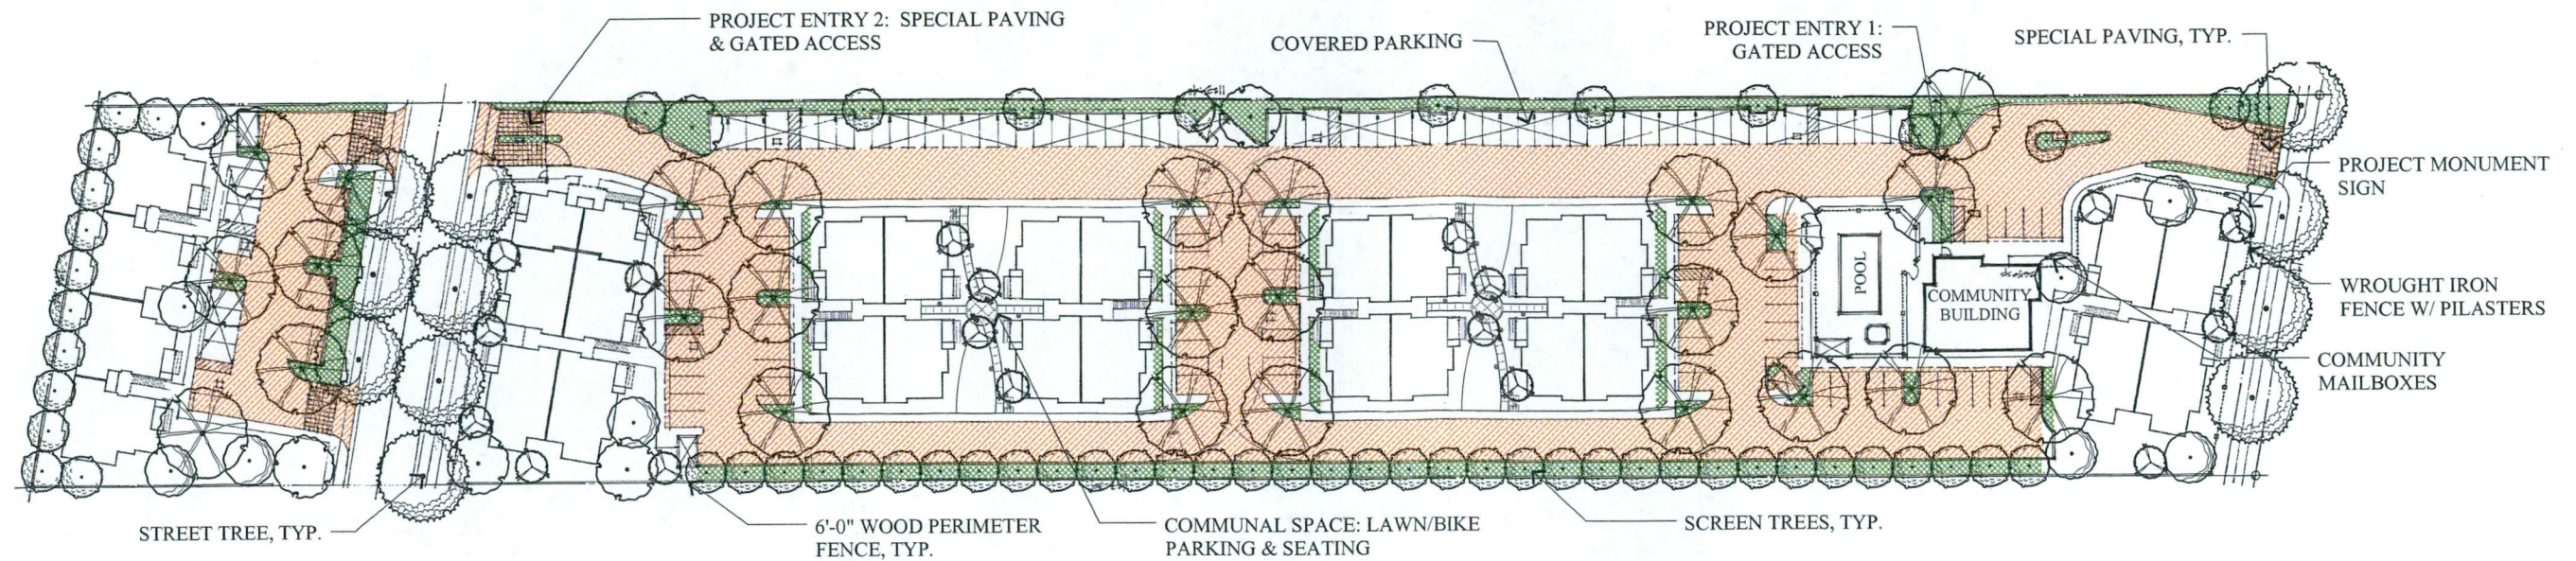 PROJECT ENTRY 2: SPECIAL PAVING
& GATED ACCESS
COVERED PARKING
PROJECT ENTRY 1:
GATED ACCESS
SPECIAL PAVING, TYP.
PROJECT MONUMENT
SIGN
WROUGHT IRON
FENCE W/ PILASTERS
COMMUNITY
MAILBOXES
POOL
COMMUNITY
BUILDING
STREET TREE, TYP.
6'-0" WOOD PERIMETER
FENCE, TYP.
COMMUNAL SPACE: LAWN/BIKE
PARKING & SEATING
SCREEN TREES, TYP.